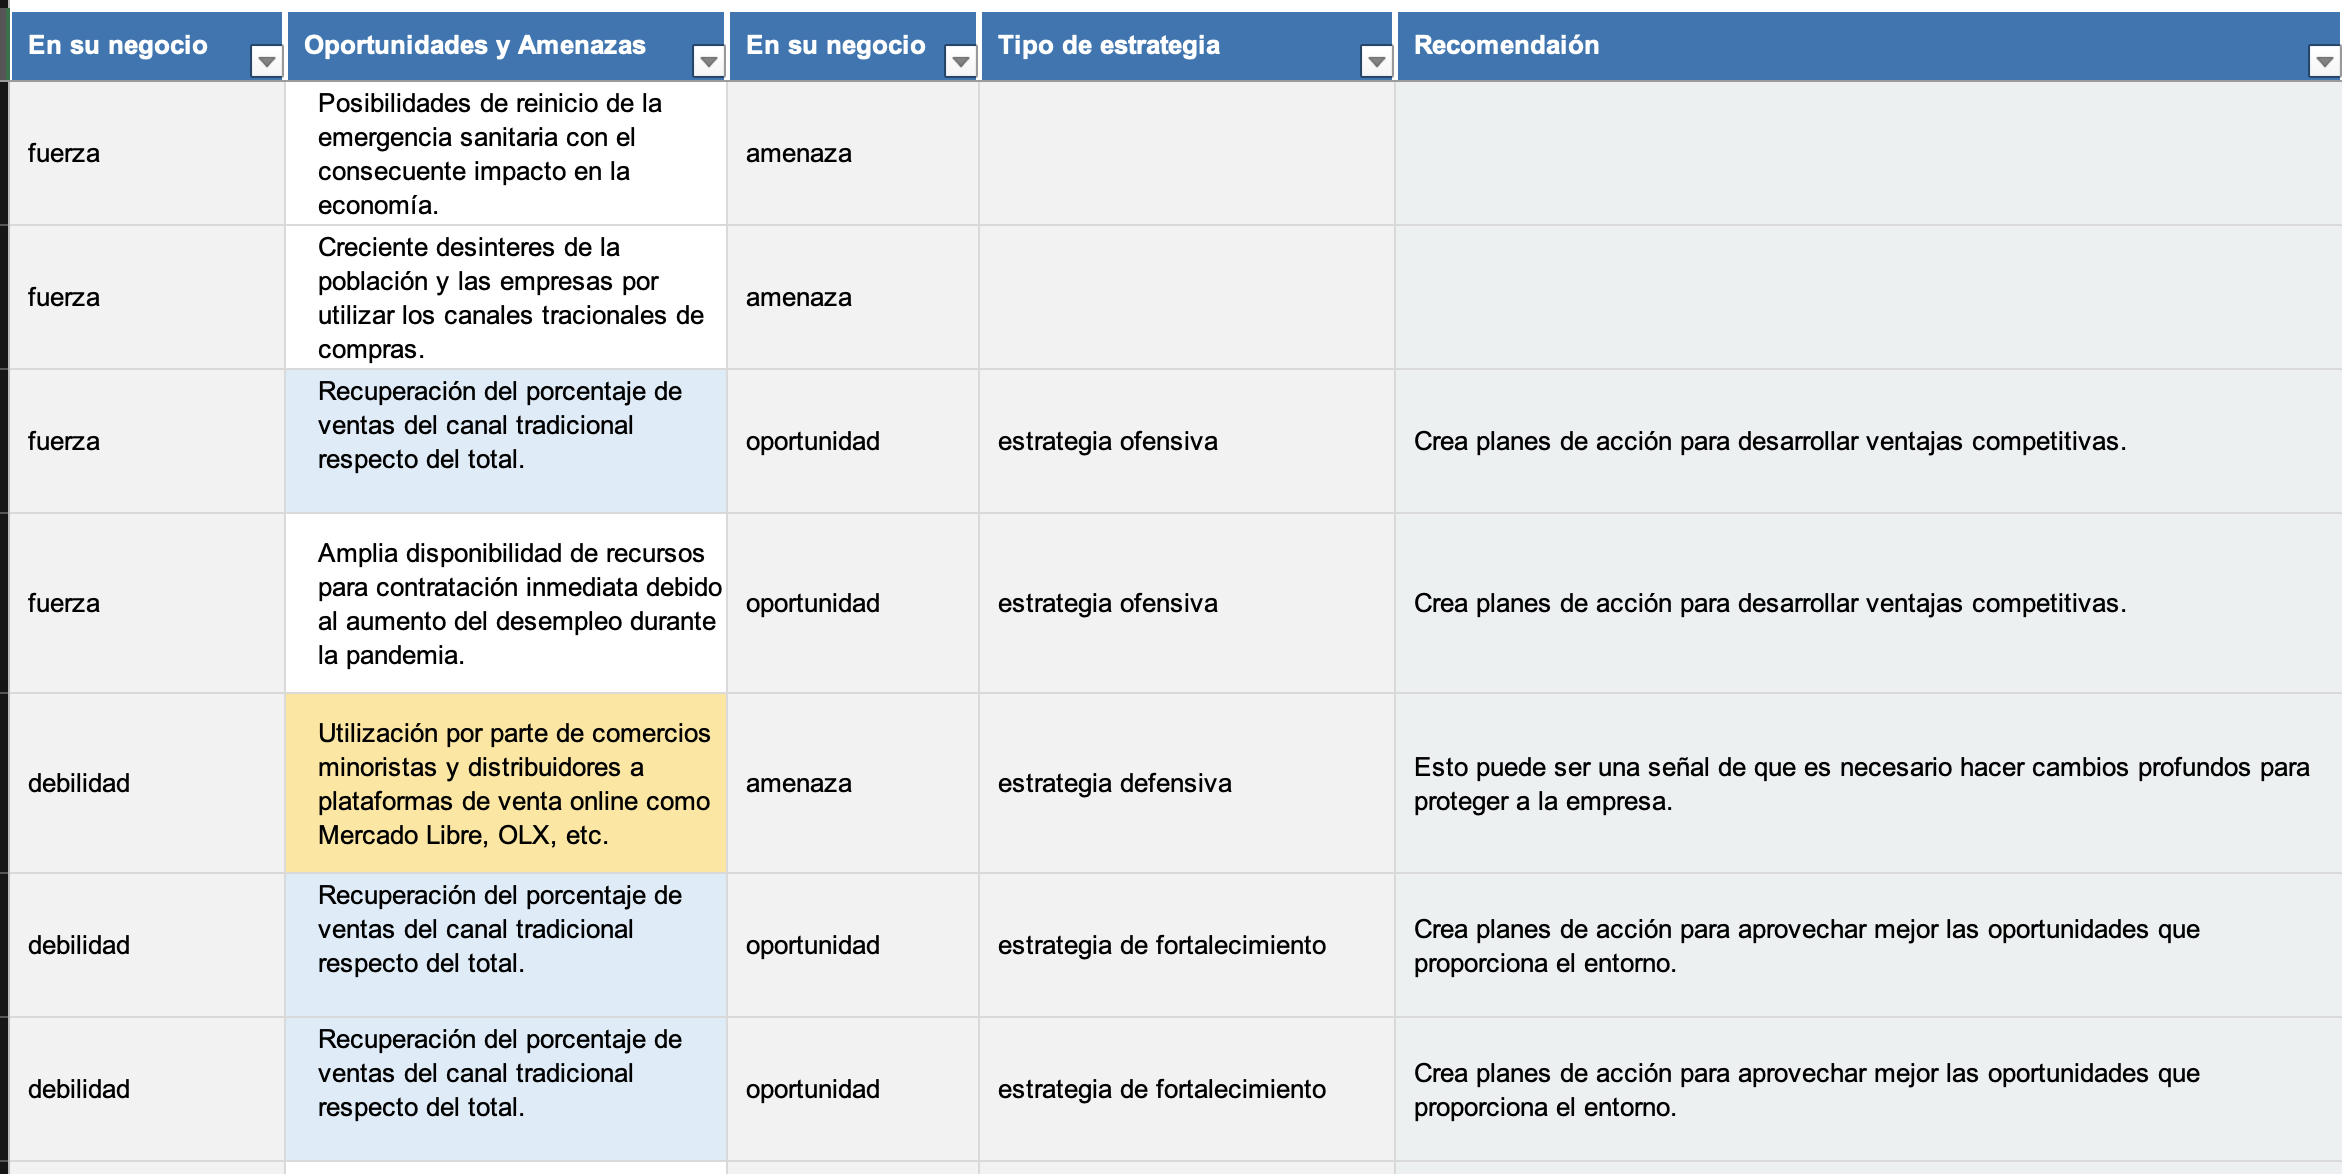 En su negocio
Oportunidades y Amenazas
En su negocio
Tipo de estrategia
Recomendaión
fuerza
Posibilidades de reinicio de la
emergencia sanitaria con el
consecuente impacto en la
economía.
amenaza
fuerza
Creciente desinteres de la
población y las empresas por
utilizar los canales tracionales de
compras.
amenaza
fuerza
Recuperación del porcentaje de
ventas del canal tradicional
respecto del total.
oportunidad
estrategia ofensiva
Crea planes de acción para desarrollar ventajas competitivas.
fuerza
Amplia disponibilidad de recursos
para contratación inmediata debido
al aumento del desempleo durante
la pandemia.
oportunidad
estrategia ofensiva
Crea planes de acción para desarrollar ventajas competitivas.
debilidad
Utilización por parte de comercios
minoristas y distribuidores a
plataformas de venta online como
Mercado Libre, OLX, etc.
amenaza
estrategia defensiva
Esto puede ser una señal de que es necesario hacer cambios profundos para
proteger a la empresa.
debilidad
Recuperación del porcentaje de
ventas del canal tradicional
respecto del total.
oportunidad
estrategia de fortalecimiento
Crea planes de acción para aprovechar mejor las oportunidades que
proporciona el entorno.
debilidad
Recuperación del porcentaje de
ventas del canal tradicional
respecto del total.
oportunidad
estrategia de fortalecimiento
Crea planes de acción para aprovechar mejor las oportunidades que
proporciona el entorno.